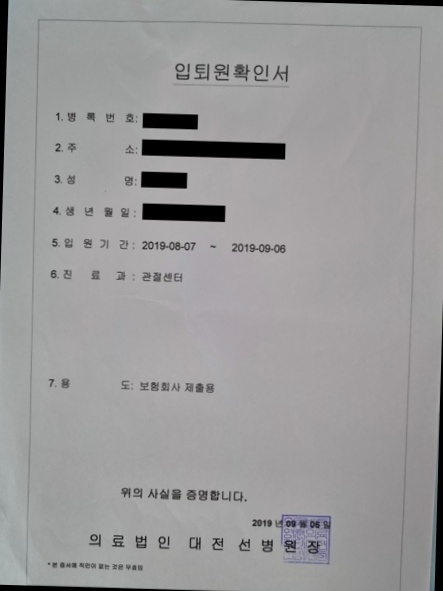 입퇴원확인서
1. 병 록 번 호:
2. 주 소:
3. 성 명:
4. 생 년 월 일 :
5. 입 원 기 간 : 2019-08-07 ~ 2019-09-06
6. 진 료 과 : 관절센터
7. 용 도: 보험회사 제출용
위의 사실을 증명합니다.
2019 년 09 월 06 일
의 료 법 인 대 전 선 병 원 장
* 본 증서에 직인이 없는 것은 무효임